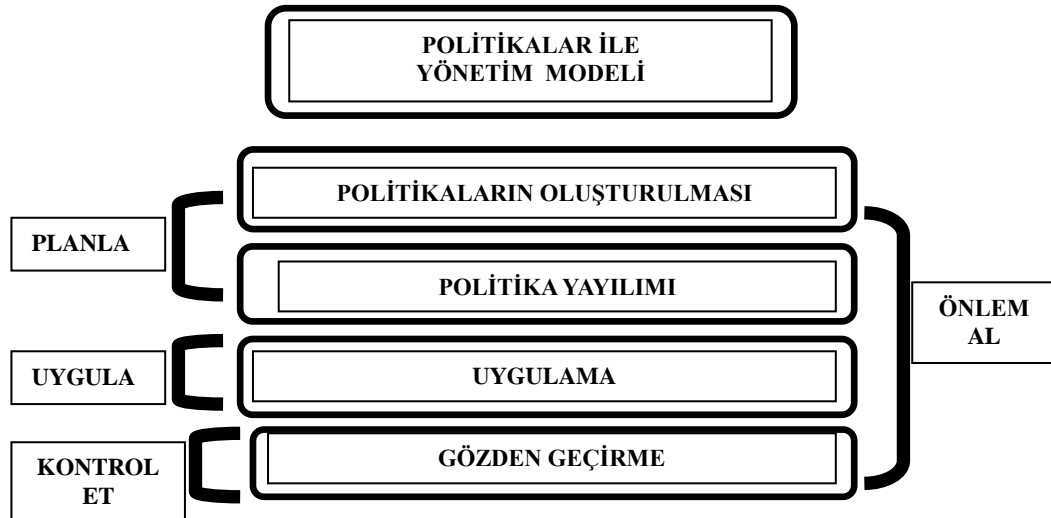 POLİTİKALAR İLE
YÖNETİM MODELİ
POLİTİKALARIN OLUŞTURULMASI
PLANLA
POLİTİKA YAYILIMI
ÖNLEM
AL
UYGULA
UYGULAMA
KONTROL
ET
GÖZDEN GEÇİRME